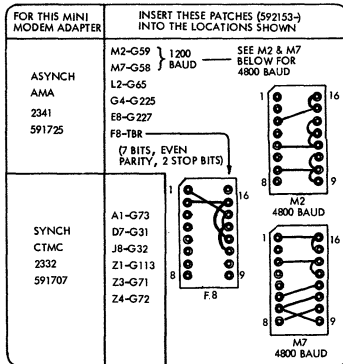 FOR THIS MINI
MODEM ADAPTER
INSERT THESE PATCHES (592153-)
INTO THE LOCATIONS SHOWN
ASYNCH
AMA
2341
591725
M2-G59
M7-G58
1200
BAUD
SEE M2 & M7
BELOW FOR
4800 BAUD
L2-G65
G4-G225
E8-G227
F8-TBR
(7 BITS, EVEN
PARITY, 2 STOP BITS)
1 16
8 9
M2
4800 BAUD
SYNCH
CTMC
2332
591707
A1-G73
D7-G31
J8-G32
Z1-G113
Z3-G71
Z4-G72
1 16
8 9
F.8
1 16
8 9
M7
4800 BAUD